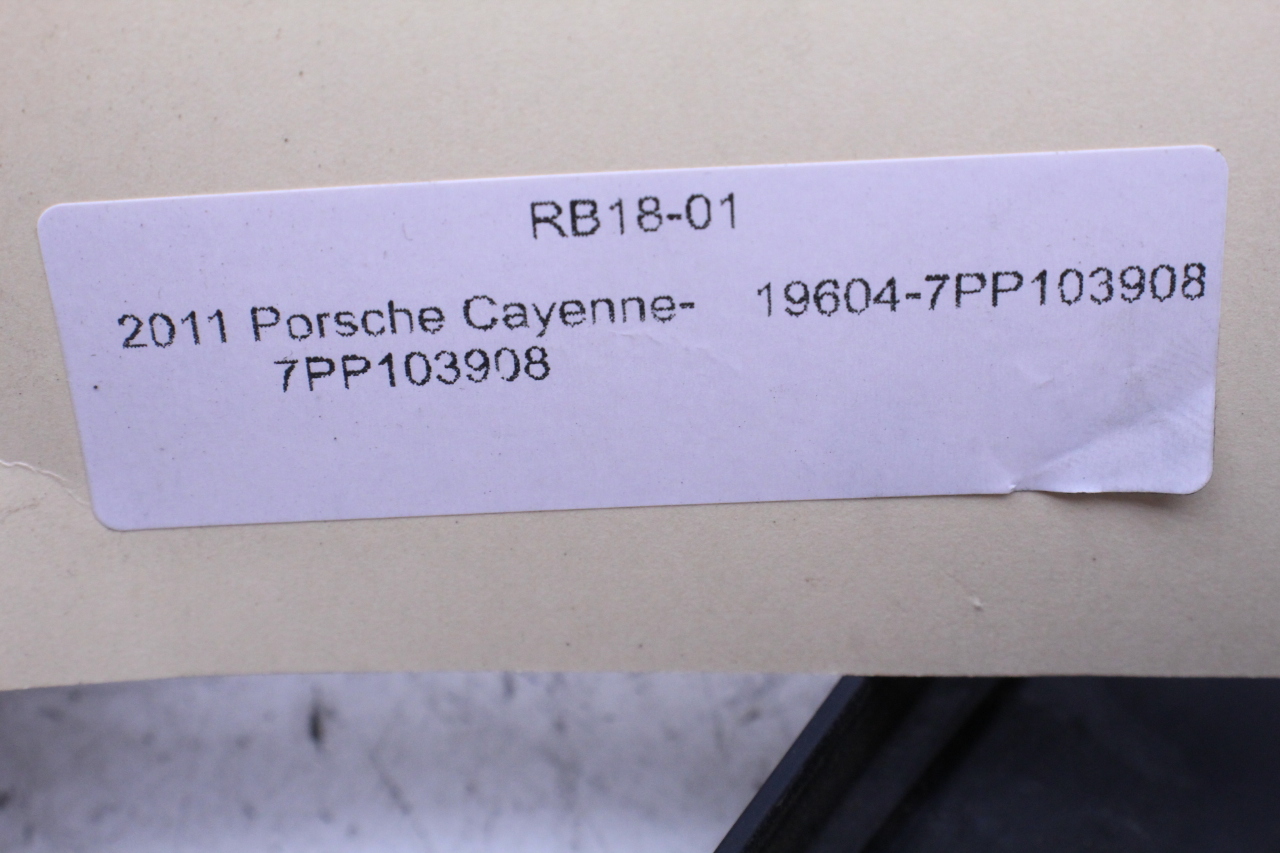 RB18-01
2011 Porsche Cayenne- 19604-7PP103908
7PP103908